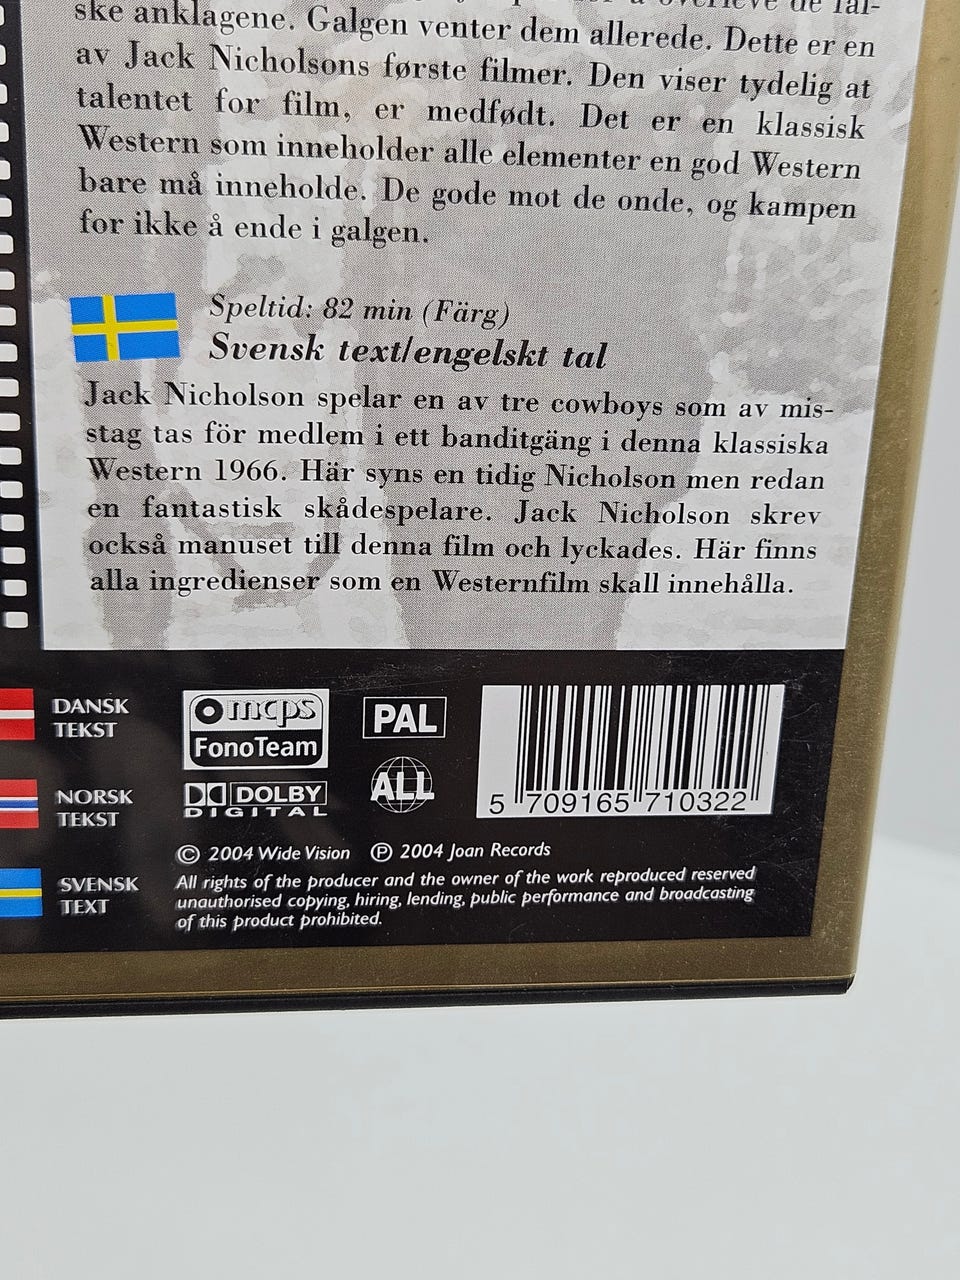 ske anklagene. Galgen venter dem allerede. Dette er en
av Jack Nicholsons første filmer. Den viser tydelig at
talentet for film, er medfødt. Det er en klassisk
Western som inneholder alle elementer en god Western
bare må inneholde. De gode mot de onde, og kampen
for ikke å ende i galgen.
Speltid: 82 min (Färg)
Svensk text/engelskt tal
Jack Nicholson spelar en av tre cowboys som av mis-
stag tas för medlem i ett banditgäng i denna klassiska
Western 1966. Här syns en tidig Nicholson men redan
en fantastisk skådespelare. Jack Nicholson skrev
också manuset till denna film och lyckades. Här finns
alla ingredienser som en Westernfilm skall innehålla.
DANSK
TEKST
NORSK
TEKST
SVENSK
TEXT
mcps
FonoTeam
DOLBY
DIGITAL
PAL
ALL
5 709165 710322
© 2004 Wide Vision ℗ 2004 Joan Records
All rights of the producer and the owner of the work reproduced reserved
unauthorised copying, hiring, lending, public performance and broadcasting
of this product prohibited.